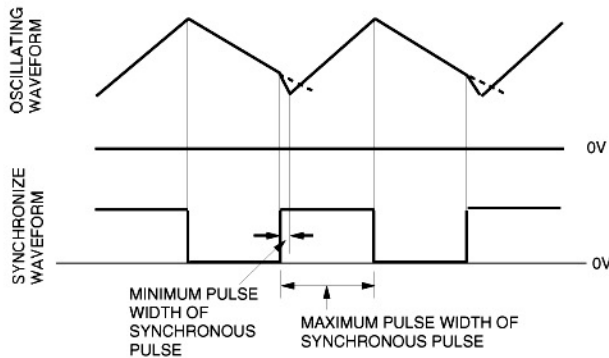 OSCILLATING
WAVEFORM
0V
SYNCHRONIZE
WAVEFORM
0V
MINIMUM PULSE
WIDTH OF
SYNCHRONOUS
PULSE
MAXIMUM PULSE WIDTH OF
SYNCHRONOUS PULSE